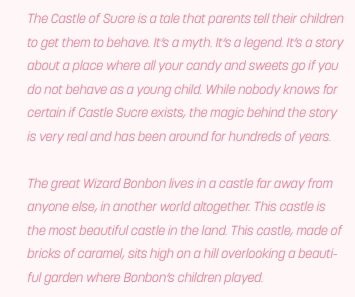 The Castle of Sucre is a tale that parents tell their children
to get them to behave. It's a myth. It's a legend. It's a story
about a place where all your candy and sweets go if you
do not behave as a young child. While nobody knows for
certain if Castle Sucre exists, the magic behind the story
is very real and has been around for hundreds of years.
The great Wizard Bonbon lives in a castle far away from
anyone else, in another world altogether. This castle is
the most beautiful castle in the land. This castle, made of
bricks of caramel, sits high on a hill overlooking a beauti-
ful garden where Bonbon's children played.